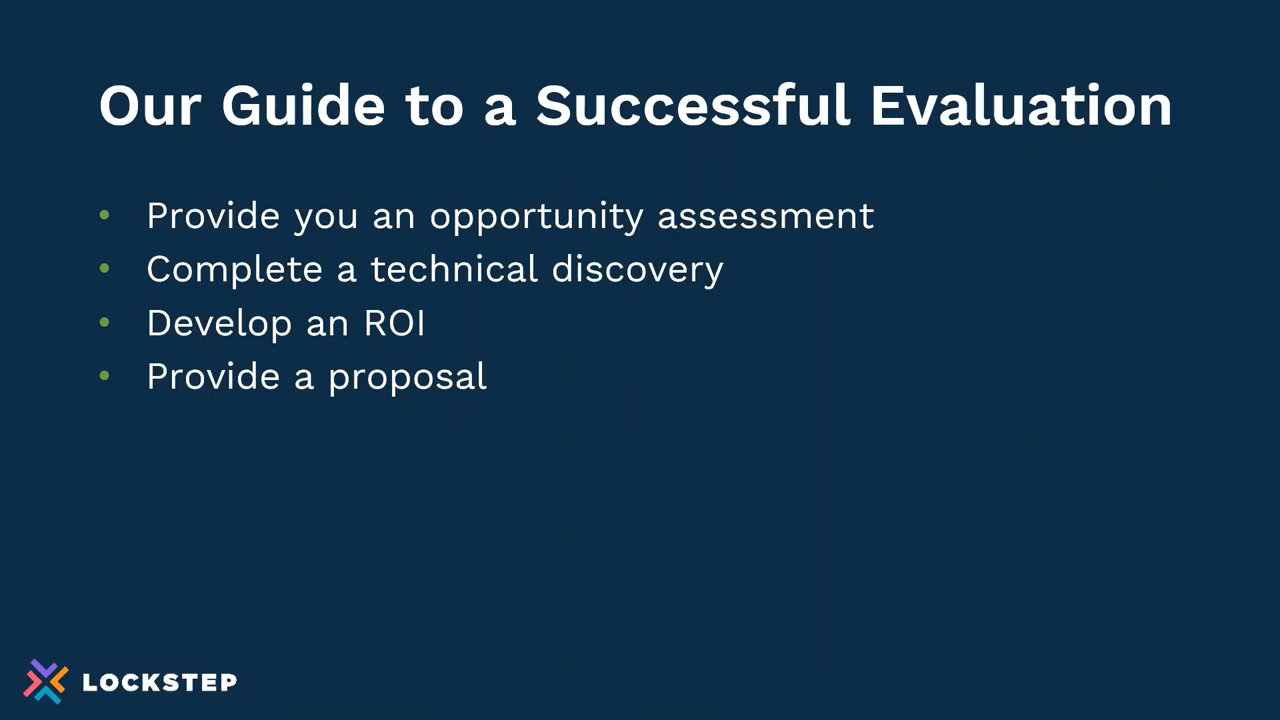 Our Guide to a Successful Evaluation
• Provide you an opportunity assessment
• Complete a technical discovery
• Develop an ROI
• Provide a proposal
LOCKSTEP